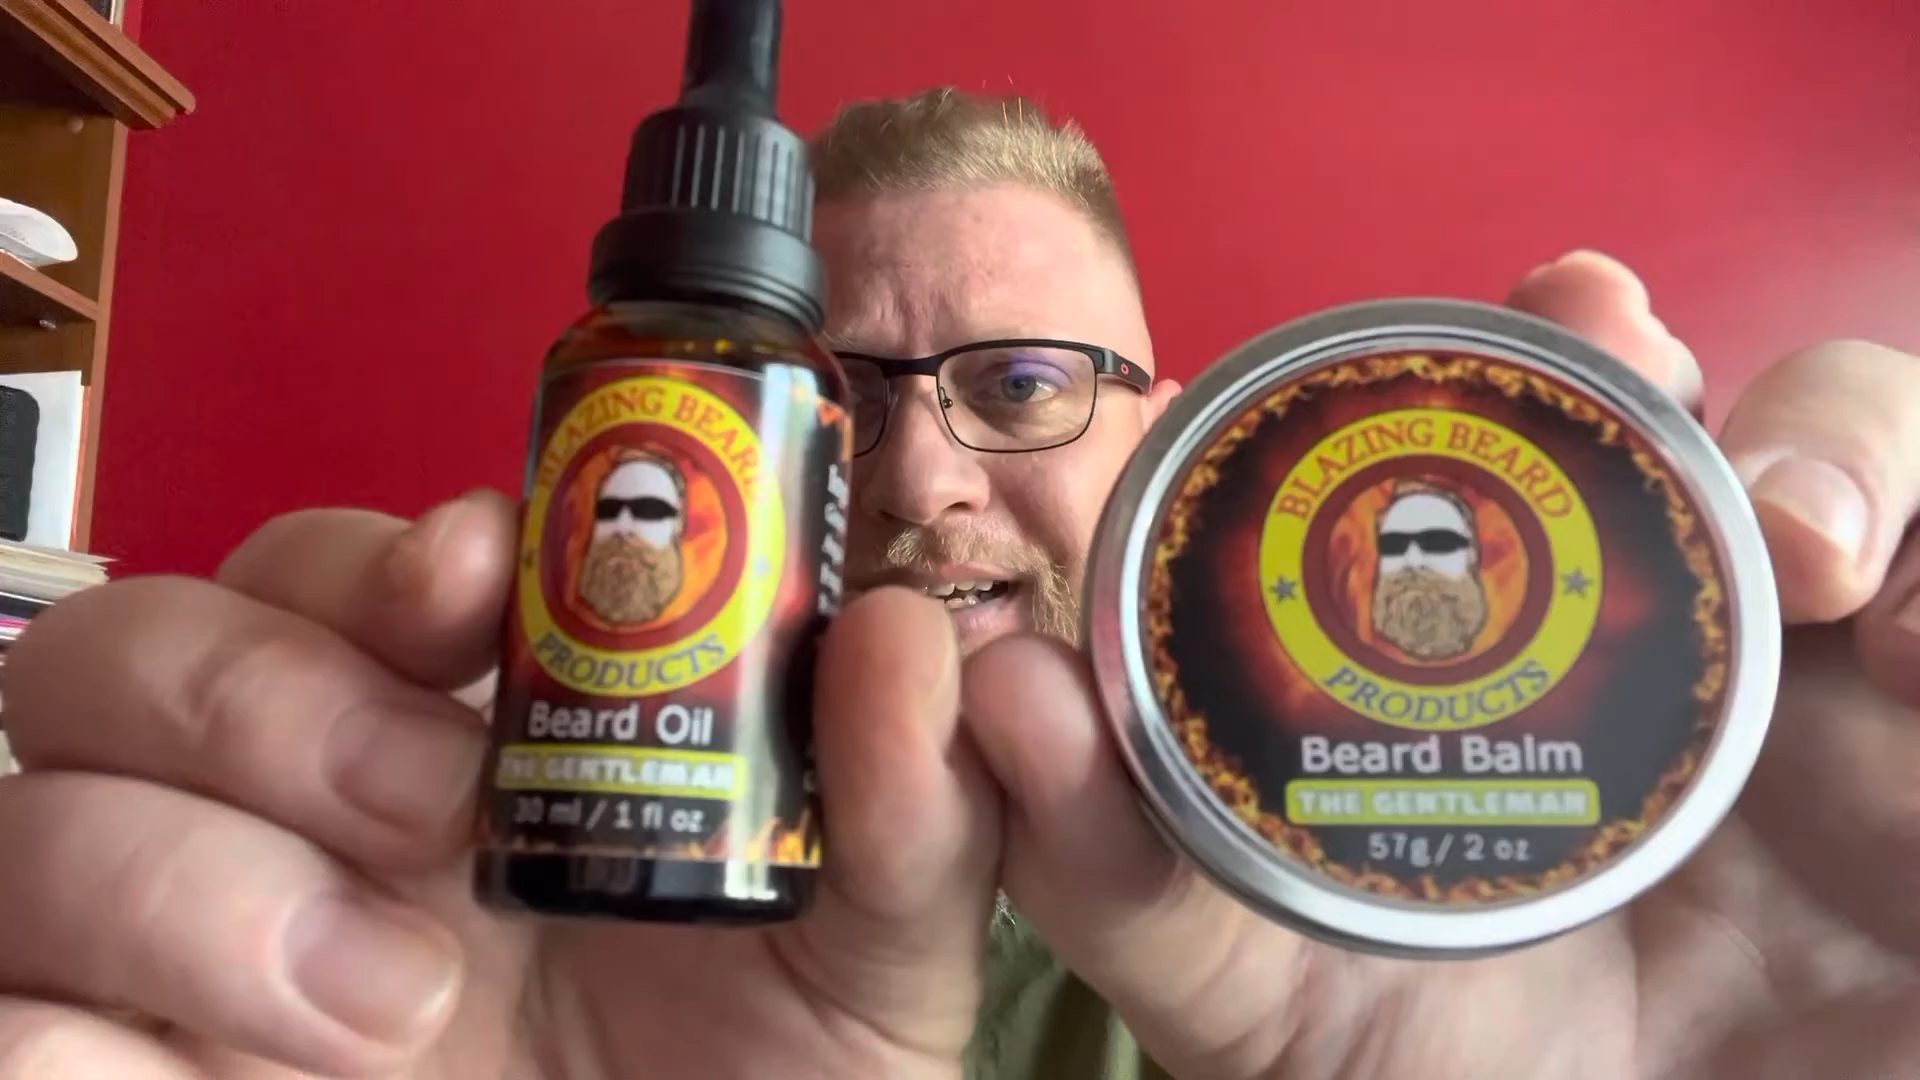 BLAZING BEARD
PRODUCTS
Beard Oil
THE GENTLEMAN
30 ml / 1 fl oz
BLAZING BEARD
PRODUCTS
Beard Balm
THE GENTLEMAN
57g / 2 oz